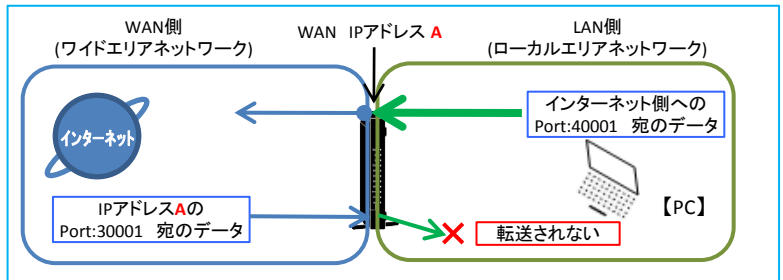 WAN側
(ワイドエリアネットワーク)
WAN IPアドレス A
LAN側
(ローカルエリアネットワーク)
インターネット側への
Port:40001 宛のデータ
インターネット
【PC】
IPアドレスAの
Port:30001 宛のデータ
転送されない